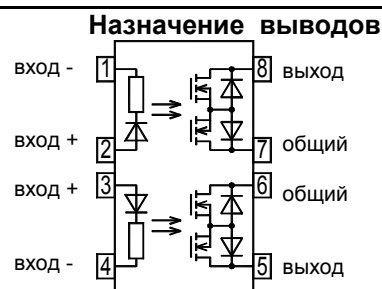 Назначение выводов
вход - 1 8 выход
вход + 2 7 общий
вход + 3 6 общий
вход - 4 5 выход